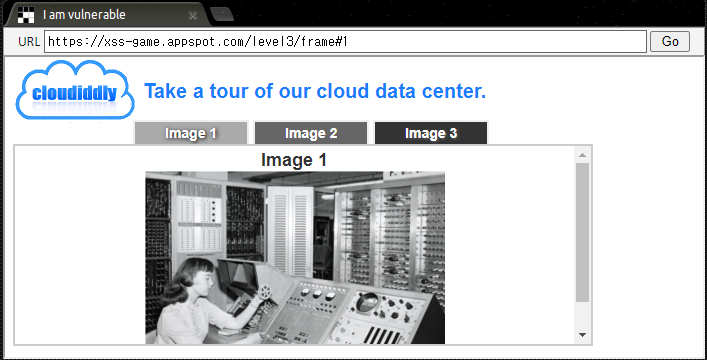 I am vulnerable
URL https://xss-game.appspot.com/level3/frame#1 Go
cloudiddly
Take a tour of our cloud data center.
Image 1 Image 2 Image 3
Image 1